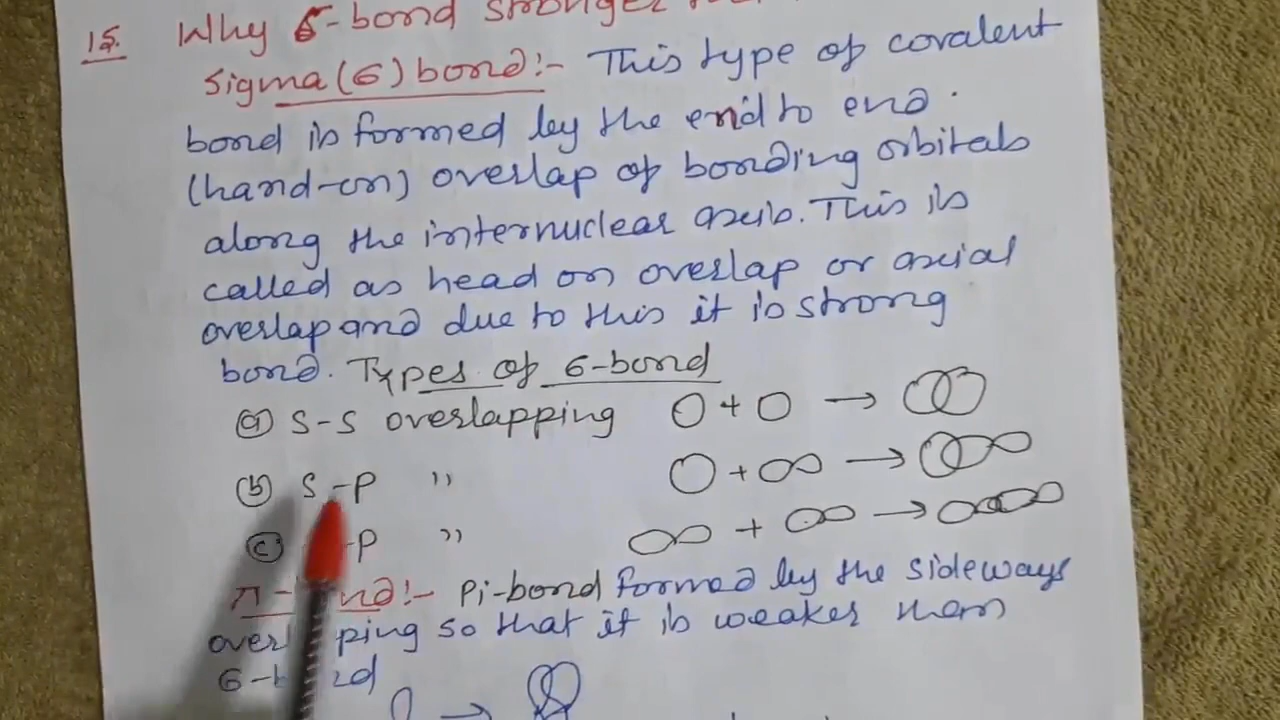 15. Why σ-bond stronger
Sigma (σ) bond:- This type of covalent
bond is formed by the end to end
(hand-on) overlap of bonding orbitals
along the internuclear axis. This is
called as head on overlap or axial
overlap and due to this it is strong
bond. Types of σ-bond
(a) S-S overlapping O + O →
(b) S-P " O + ∞ →
(c) -P " ∞ + ∞ →
π- :- Pi-bond formed by the sideways
overlapping so that it is weaker than
σ-bond
→